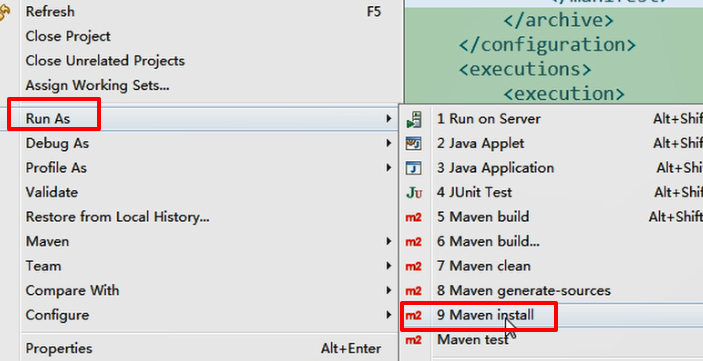 </manifest>
Refresh F5
</archive>
Close Project
</configuration>
Close Unrelated Projects
<executions>
Assign Working Sets...
<execution>
Run As
Debug As
Profile As
Validate
Restore from Local History...
Maven
Team
Compare With
Configure
Properties Alt+Enter
1 Run on Server Alt+Shif
2 Java Applet Alt+Shif
3 Java Application Alt+Shif
JU 4 JUnit Test Alt+Shif
m2 5 Maven build Alt+Shift
m2 6 Maven build...
m2 7 Maven clean
m2 8 Maven generate-sources
m2 9 Maven install
m2 Maven test